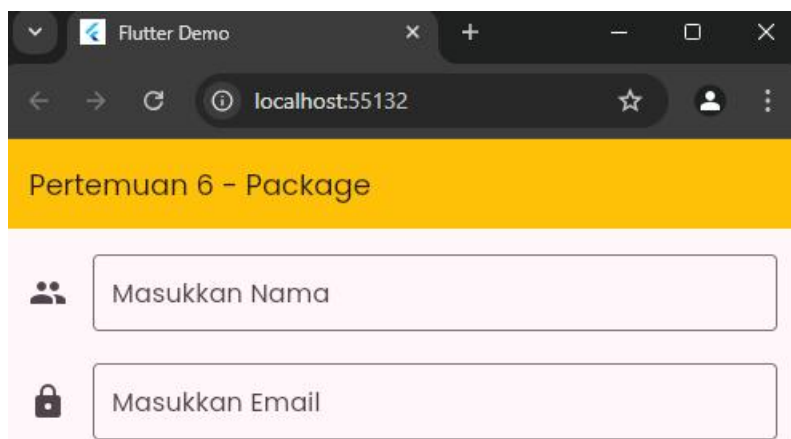 Flutter Demo
localhost:55132
Pertemuan 6 - Package
Masukkan Nama
Masukkan Email